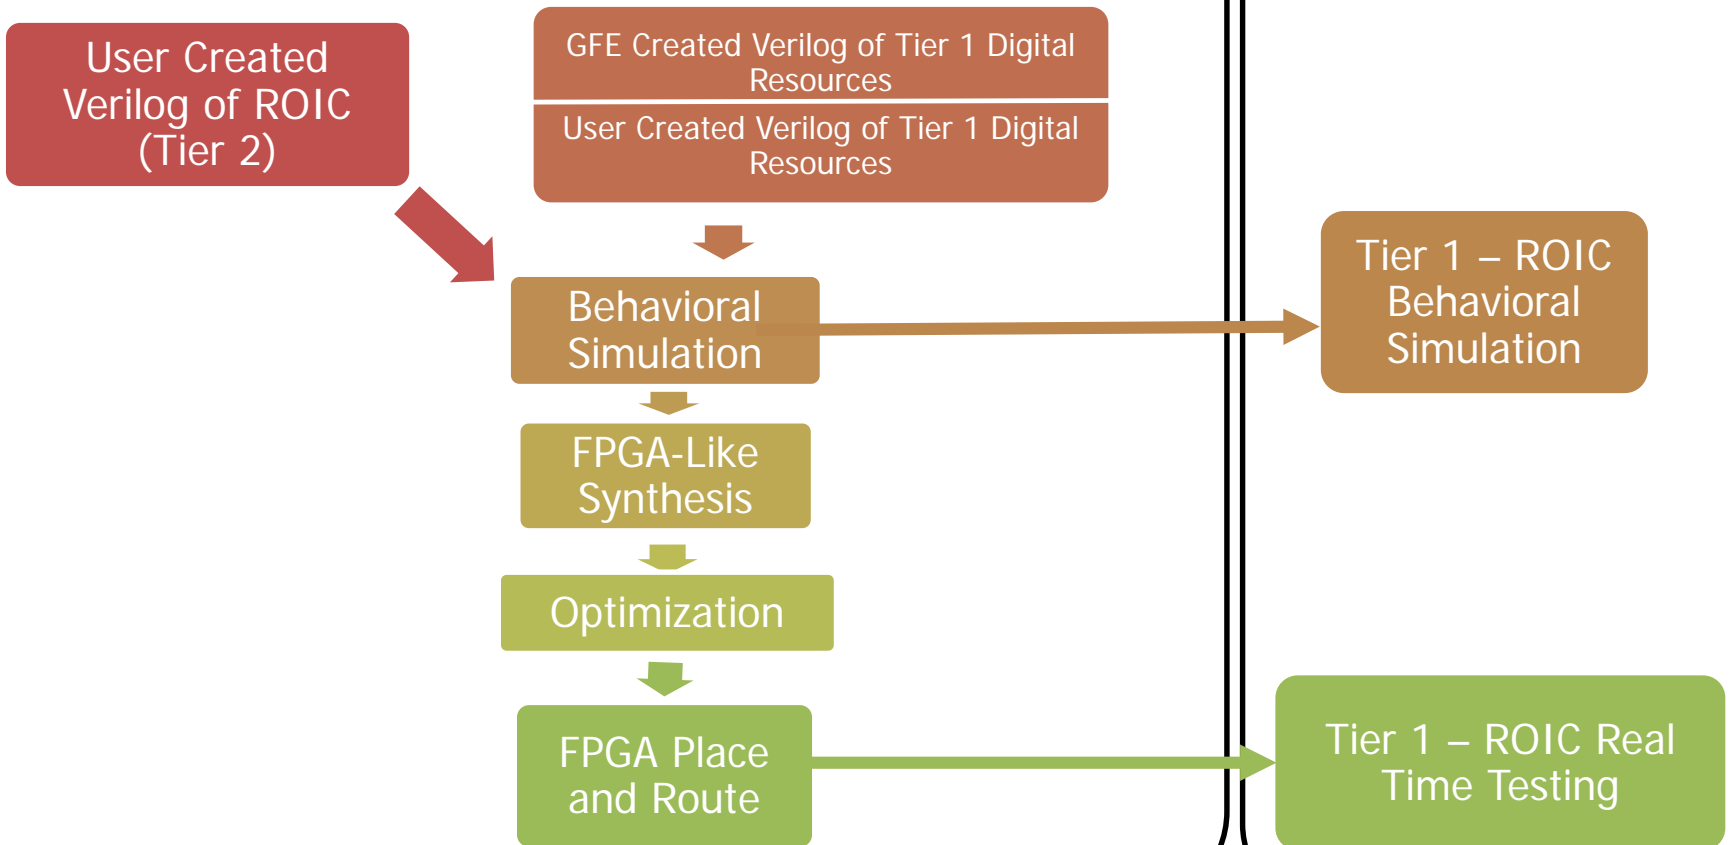 User Created
Verilog of ROIC
(Tier 2)
GFE Created Verilog of Tier 1 Digital
Resources
User Created Verilog of Tier 1 Digital
Resources
Behavioral
Simulation
Tier 1 – ROIC
Behavioral
Simulation
FPGA-Like
Synthesis
Optimization
FPGA Place
and Route
Tier 1 – ROIC Real
Time Testing